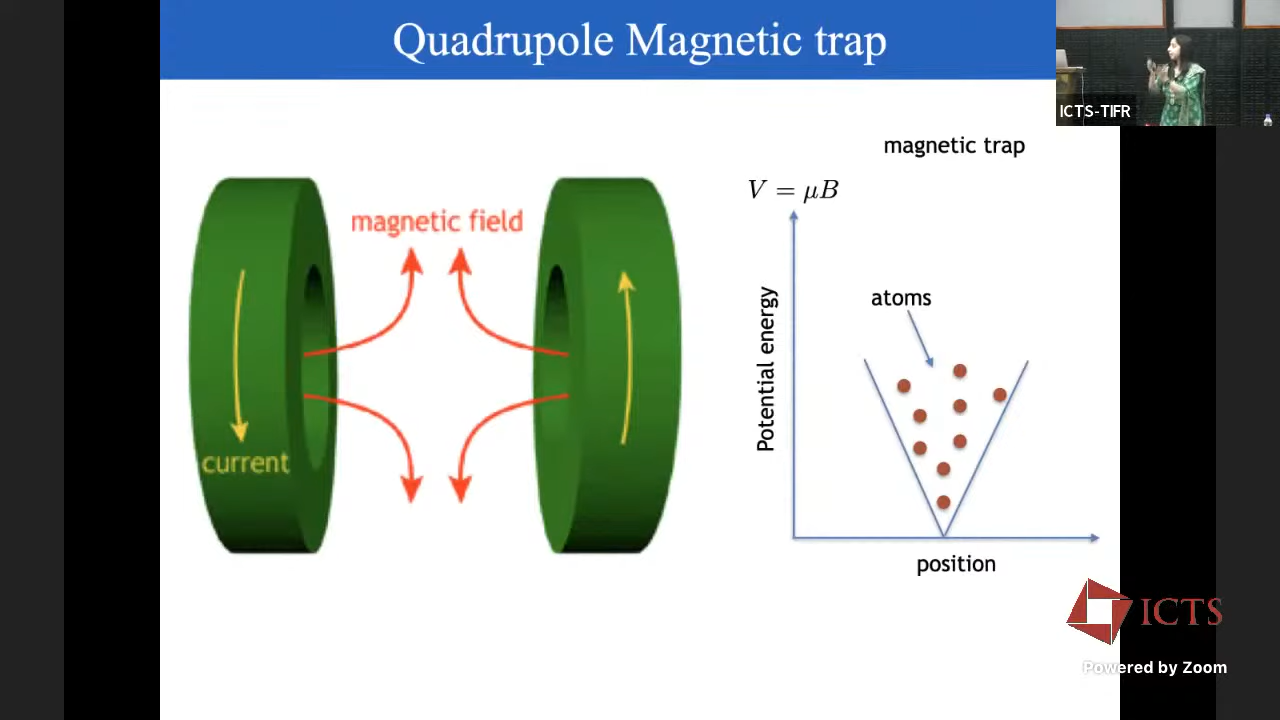 Quadrupole Magnetic trap
ICTS-TIFR
magnetic trap
V = μB
magnetic field
atoms
Potential energy
current
position
ICTS
Powered by Zoom